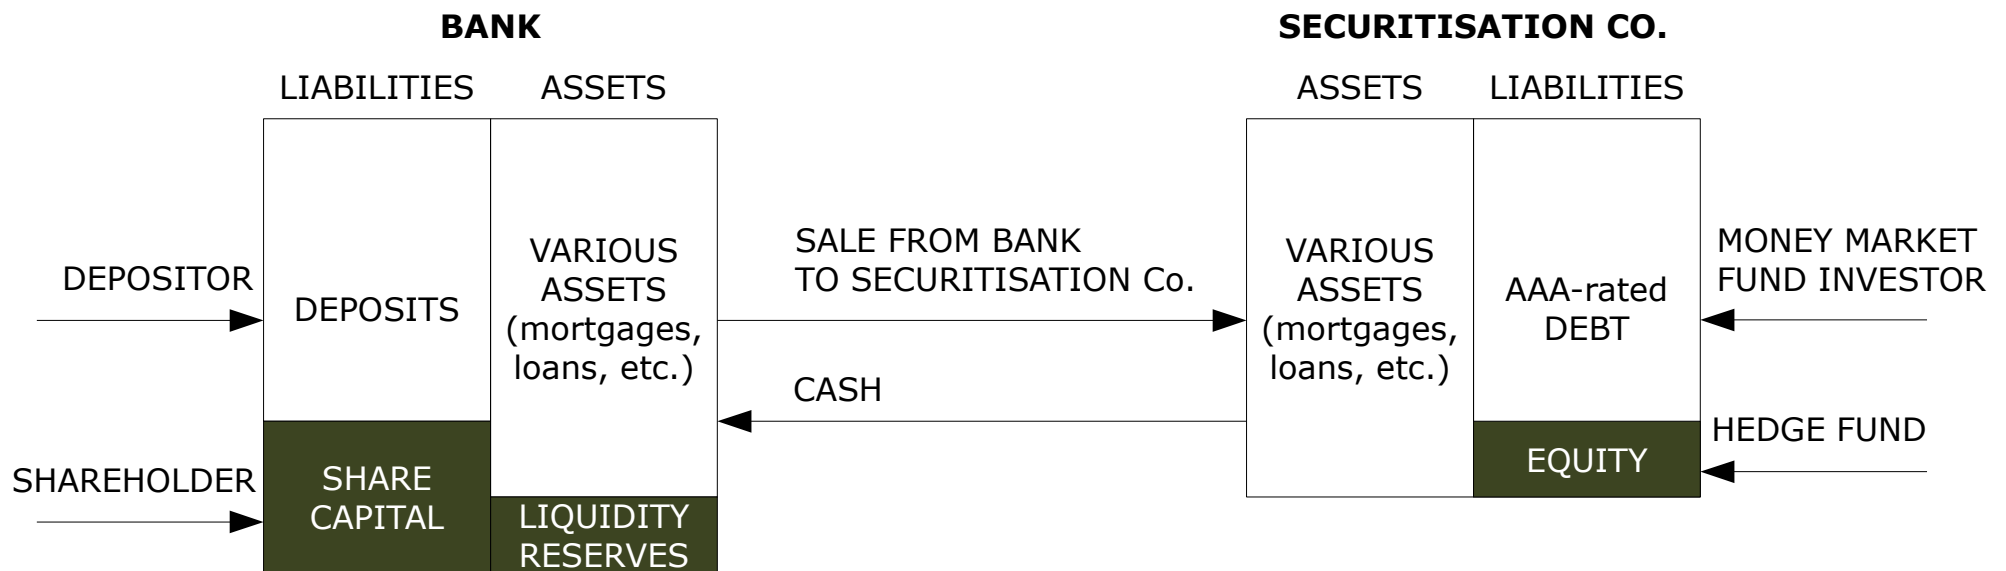 BANK
SECURITISATION CO.
LIABILITIES
ASSETS
ASSETS
LIABILITIES
DEPOSITOR
DEPOSITS
VARIOUS
ASSETS
(mortgages,
loans, etc.)
SALE FROM BANK
TO SECURITISATION Co.
VARIOUS
ASSETS
(mortgages,
loans, etc.)
AAA-rated
DEBT
MONEY MARKET
FUND INVESTOR
CASH
SHAREHOLDER
SHARE
CAPITAL
LIQUIDITY
RESERVES
EQUITY
HEDGE FUND